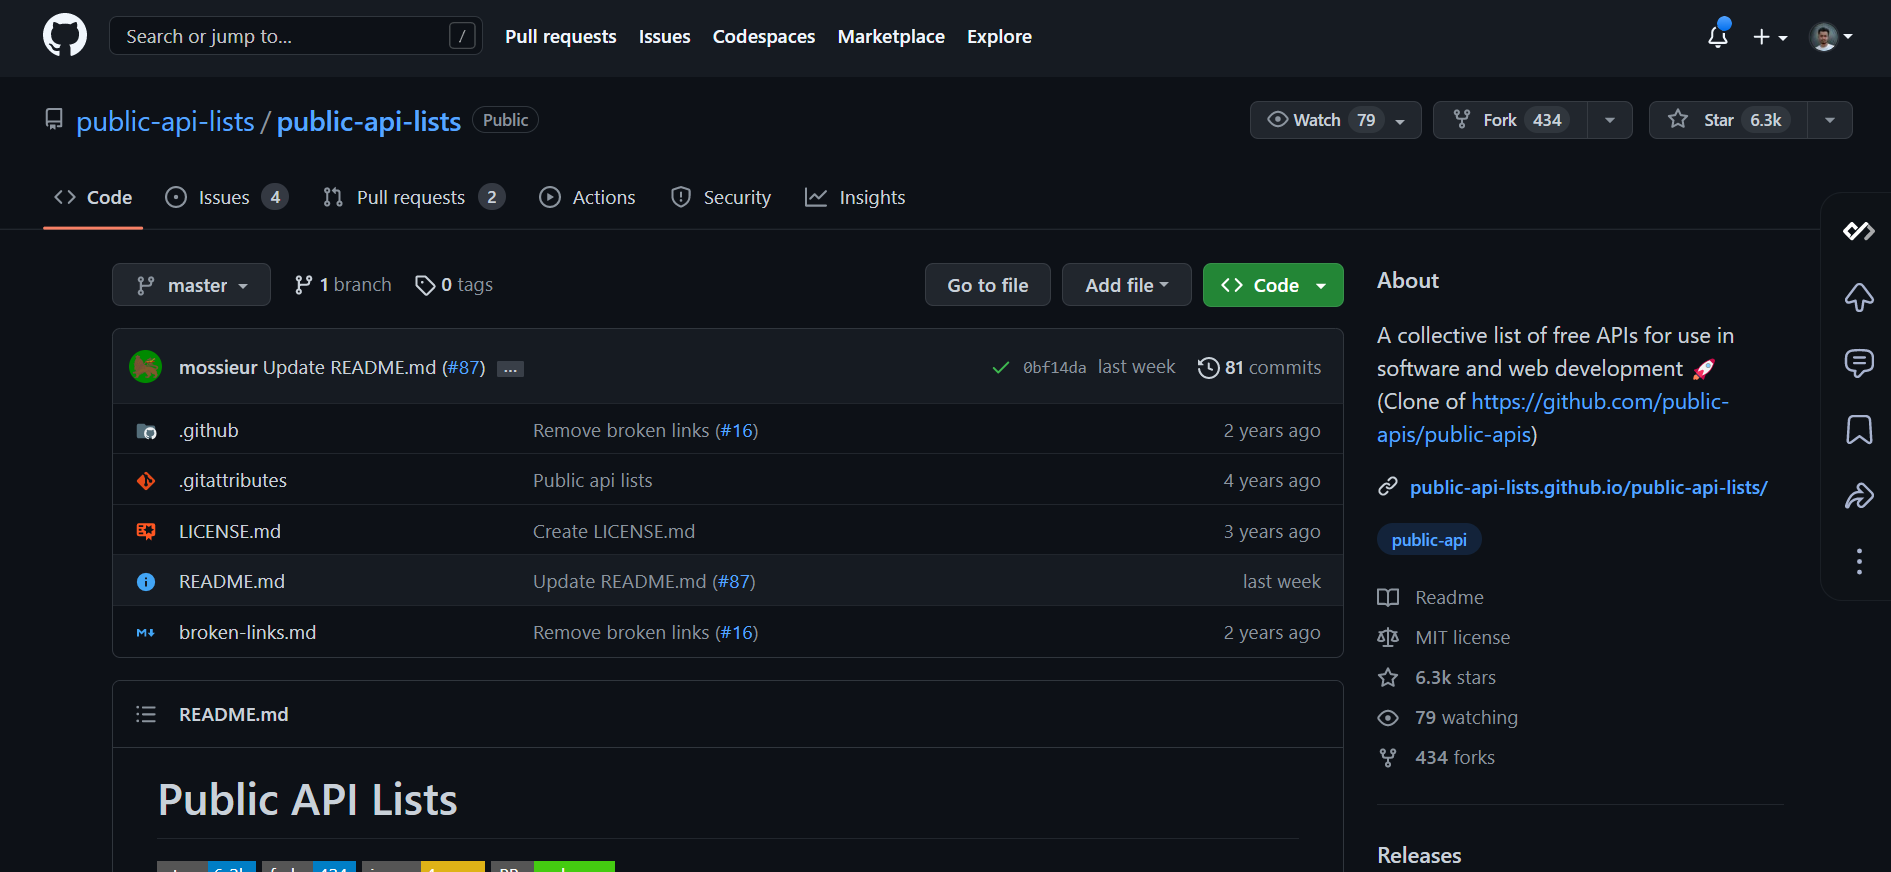 Search or jump to... / Pull requests Issues Codespaces Marketplace Explore
public-api-lists / public-api-lists Public Watch 79 Fork 434 Star 6.3k
Code Issues 4 Pull requests 2 Actions Security Insights
master 1 branch 0 tags Go to file Add file Code
mossieur Update README.md (#87) ... 0bf14da last week 81 commits
.github Remove broken links (#16) 2 years ago
.gitattributes Public api lists 4 years ago
LICENSE.md Create LICENSE.md 3 years ago
README.md Update README.md (#87) last week
M broken-links.md Remove broken links (#16) 2 years ago
README.md
Public API Lists
About
A collective list of free APIs for use in
software and web development 🚀
(Clone of https://github.com/public-
apis/public-apis)
public-api-lists.github.io/public-api-lists/
public-api
Readme
MIT license
6.3k stars
79 watching
434 forks
Releases